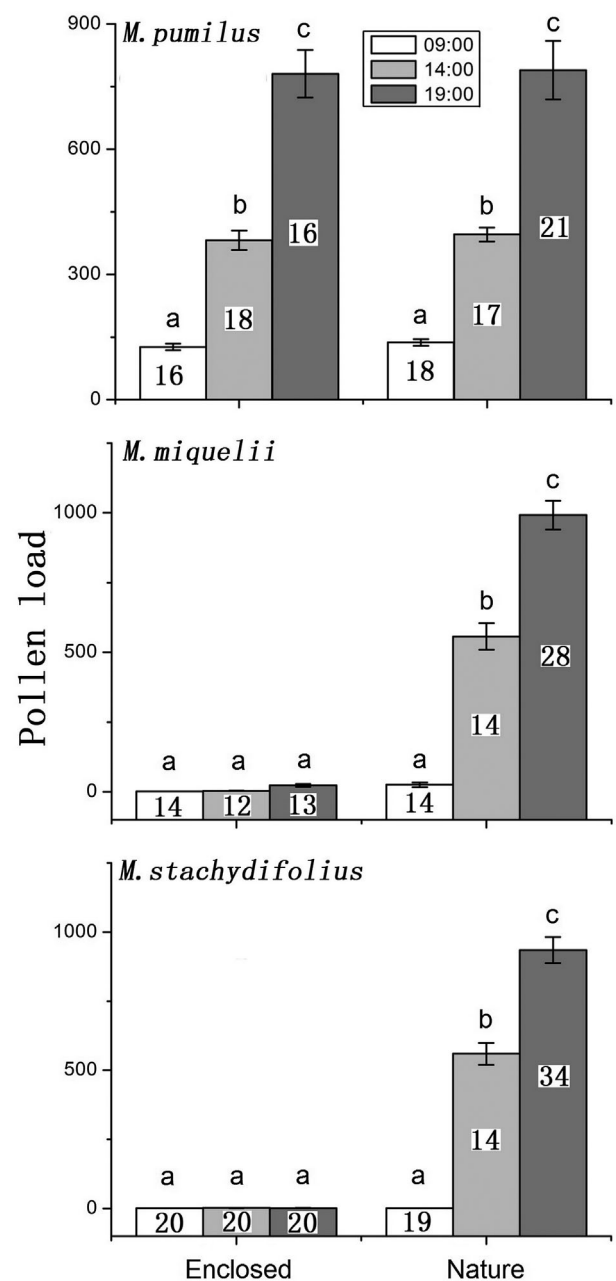 M. pumilus
09:00
14:00
19:00
900
600
300
0
a
b
c
a
b
c
16
18
16
18
17
21
M. miquelii
1000
500
0
a
a
a
a
b
c
14
12
13
14
14
28
Pollen load
M. stachydifolius
1000
500
0
a
a
a
a
b
c
20
20
20
19
14
34
Enclosed
Nature